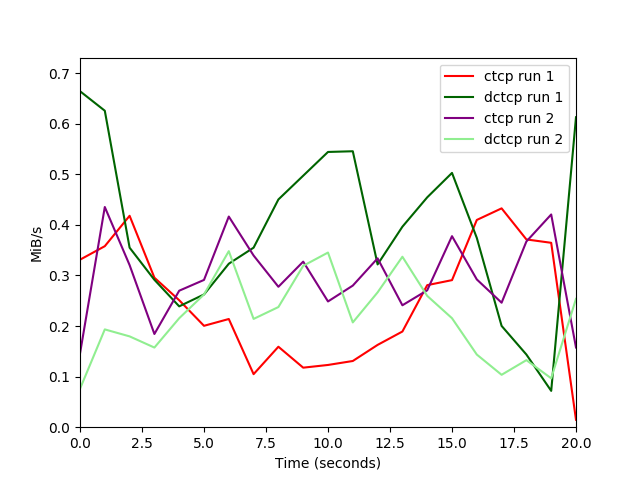 0.7
0.6
0.5
0.4
0.3
0.2
0.1
0.0
MiB/s
ctcp run 1
dctcp run 1
ctcp run 2
dctcp run 2
0.0 2.5 5.0 7.5 10.0 12.5 15.0 17.5 20.0
Time (seconds)